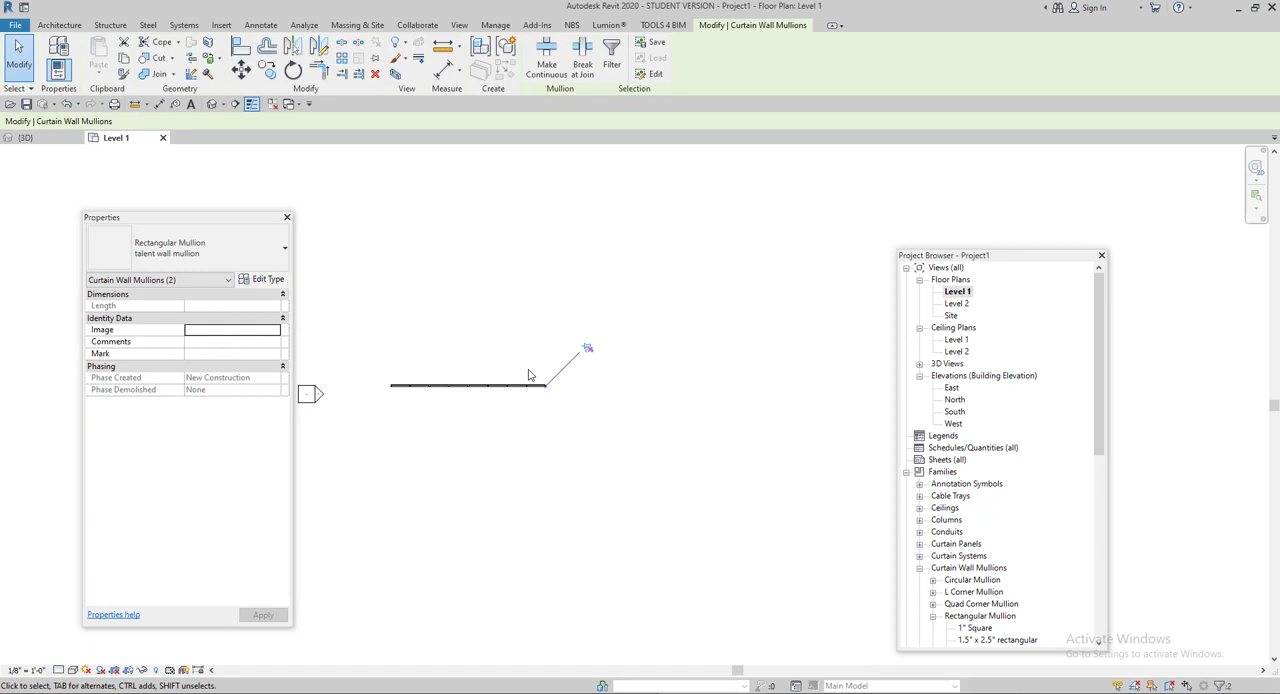 Autodesk Revit 2020 - STUDENT VERSION - Project1 - Floor Plan: Level 1
Sign In
File Architecture Structure Steel Systems Insert Annotate Analyze Massing & Site Collaborate View Manage Add-Ins NBS Lumion® TOOLS 4 BIM Modify | Curtain Wall Mullions
Modify Paste Cope Cut Join Make Continuous Break at Join Filter Save Load Edit
Select Properties Clipboard Geometry Modify View Measure Create Mullion Selection
Modify | Curtain Wall Mullions
{3D} Level 1
Properties
Rectangular Mullion
talent wall mullion
Curtain Wall Mullions (2) Edit Type
Dimensions
Length
Identity Data
Image
Comments
Mark
Phasing
Phase Created New Construction
Phase Demolished None
Properties help Apply
Project Browser - Project1
Views (all)
Floor Plans
Level 1
Level 2
Site
Ceiling Plans
Level 1
Level 2
3D Views
Elevations (Building Elevation)
East
North
South
West
Legends
Schedules/Quantities (all)
Sheets (all)
Families
Annotation Symbols
Cable Trays
Ceilings
Columns
Conduits
Curtain Panels
Curtain Systems
Curtain Wall Mullions
Circular Mullion
L Corner Mullion
Quad Corner Mullion
Rectangular Mullion
1" Square
1.5" x 2.5" rectangular
Activate Windows
Go to Settings to activate Windows.
1/8" = 1'-0"
Click to select, TAB for alternates, CTRL adds, SHIFT unselects. :0 Main Model :2